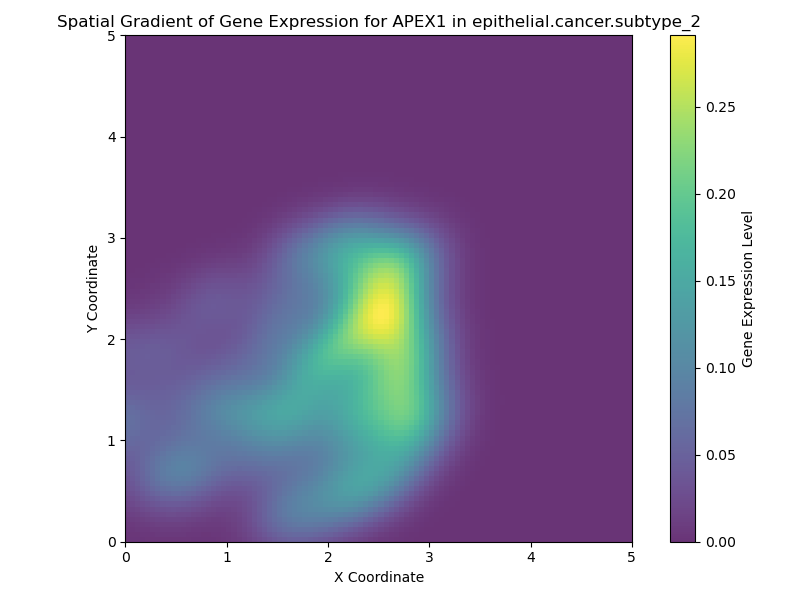 Spatial Gradient of Gene Expression for APEX1 in epithelial.cancer.subtype_2
5
4
3
2
1
0
Y Coordinate
0 1 2 3 4 5
X Coordinate
0.25
0.20
0.15
0.10
0.05
0.00
Gene Expression Level